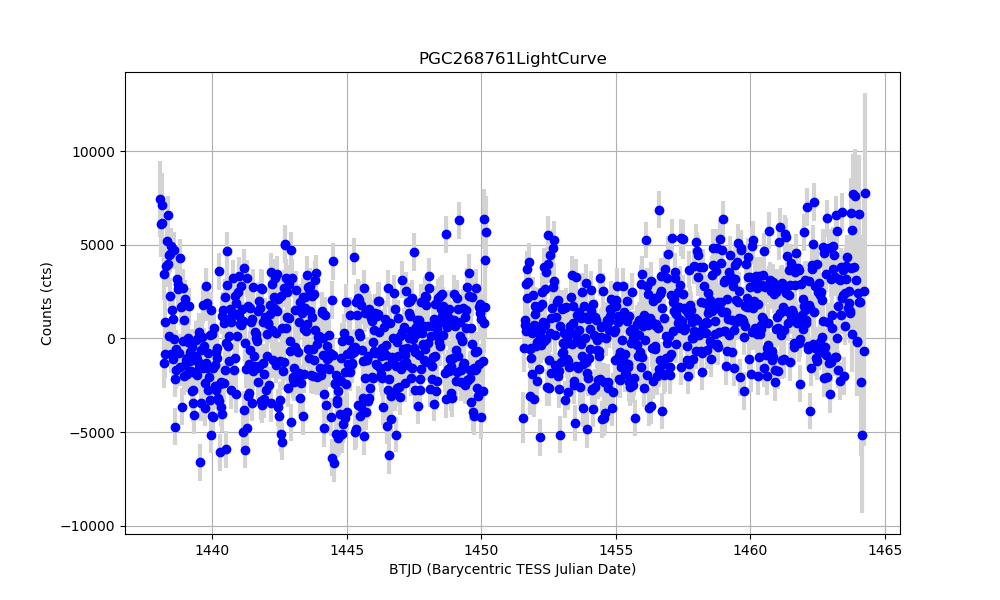 PGC268761LightCurve
10000
5000
0
−5000
−10000
Counts (cts)
1440 1445 1450 1455 1460 1465
BTJD (Barycentric TESS Julian Date)